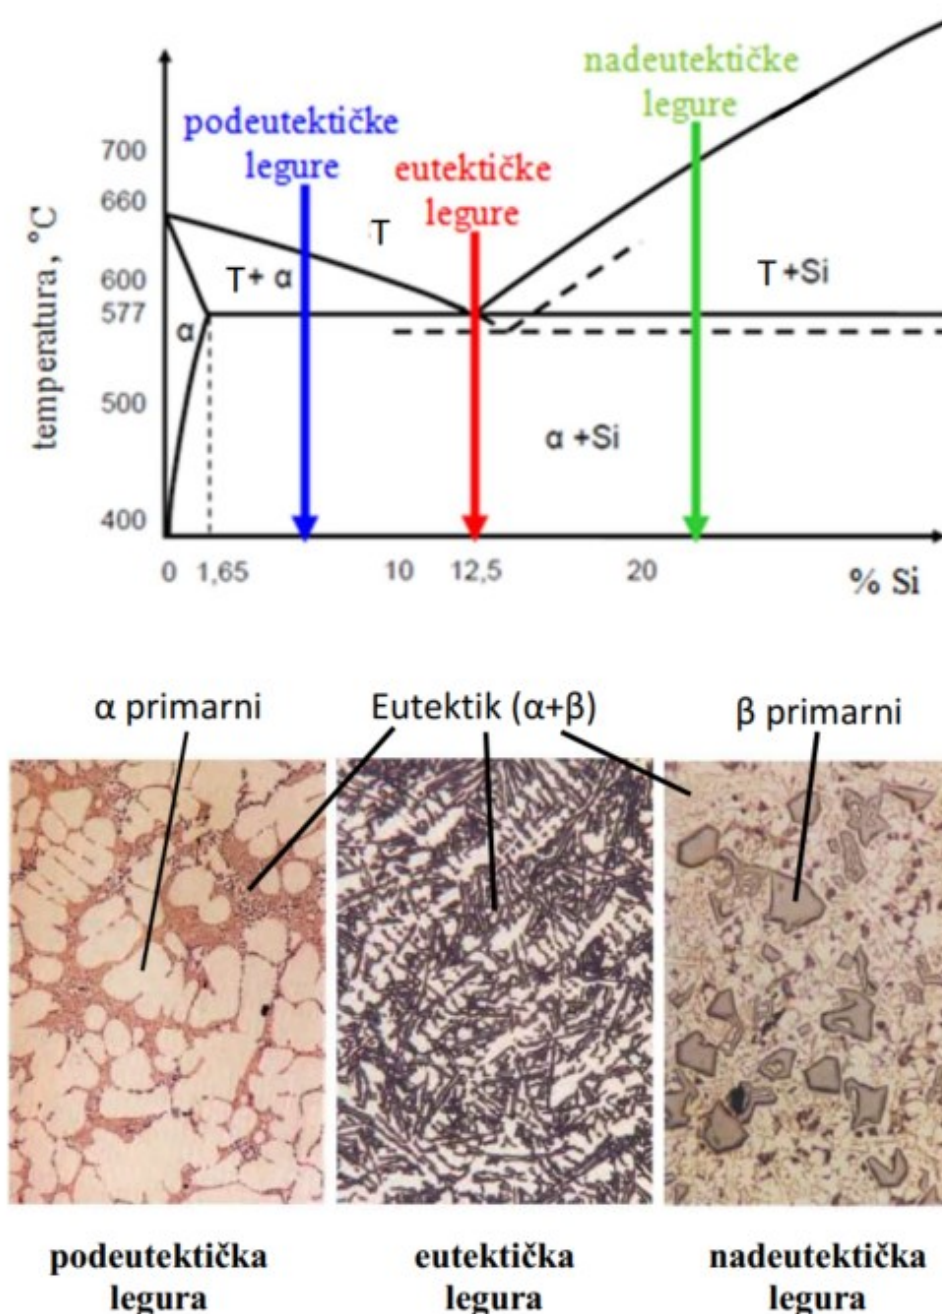 nadeutektičke
legure
podeutektičke
legure
eutektičke
legure
temperatura, °C
700
660
600
577
500
400
T
T+ α
α
T +Si
α +Si
0
1,65
10
12,5
20
% Si
α primarni
Eutektik (α+β)
β primarni
podeutektička
legura
eutektička
legura
nadeutektička
legura